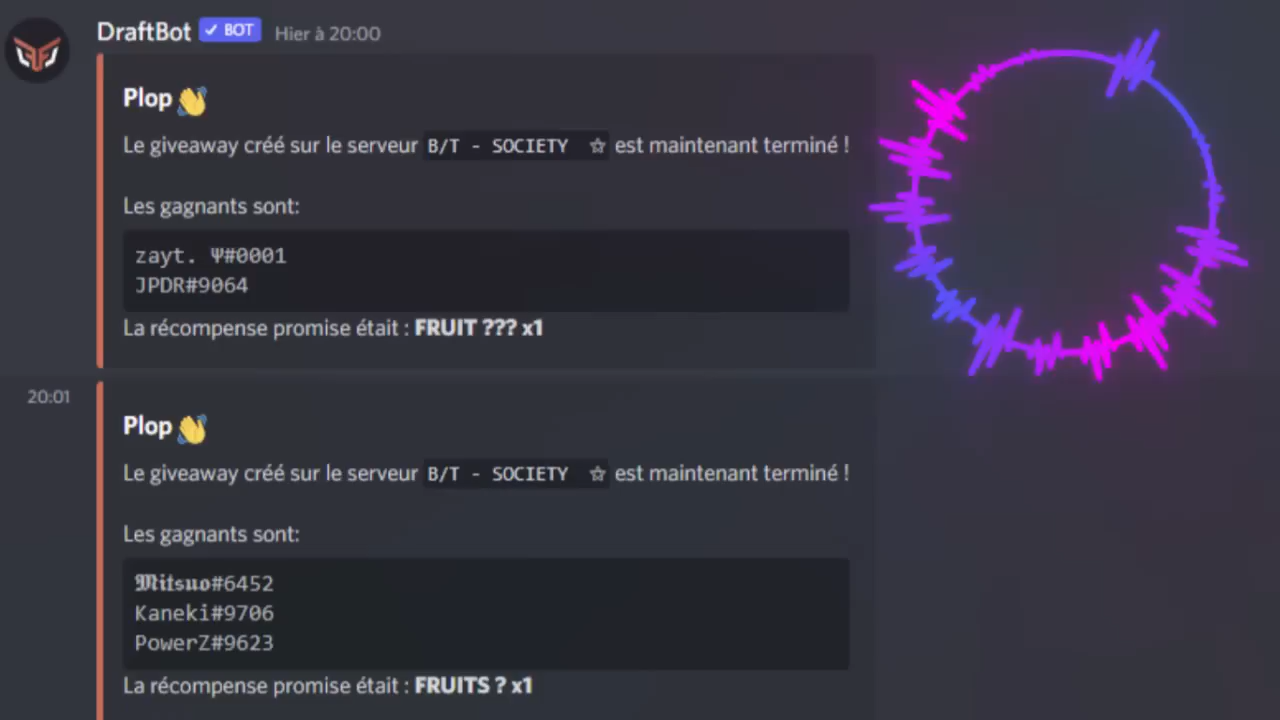 DraftBot ✓ BOT Hier à 20:00
Plop 👋
Le giveaway créé sur le serveur B/T - SOCIETY ☆ est maintenant terminé !
Les gagnants sont:
zayt. Ψ#0001
JPDR#9064
La récompense promise était : FRUIT ??? x1
20:01
Plop 👋
Le giveaway créé sur le serveur B/T - SOCIETY ☆ est maintenant terminé !
Les gagnants sont:
𝕸𝖎𝖙𝖘𝖚𝖔#6452
Kaneki#9706
PowerZ#9623
La récompense promise était : FRUITS ? x1